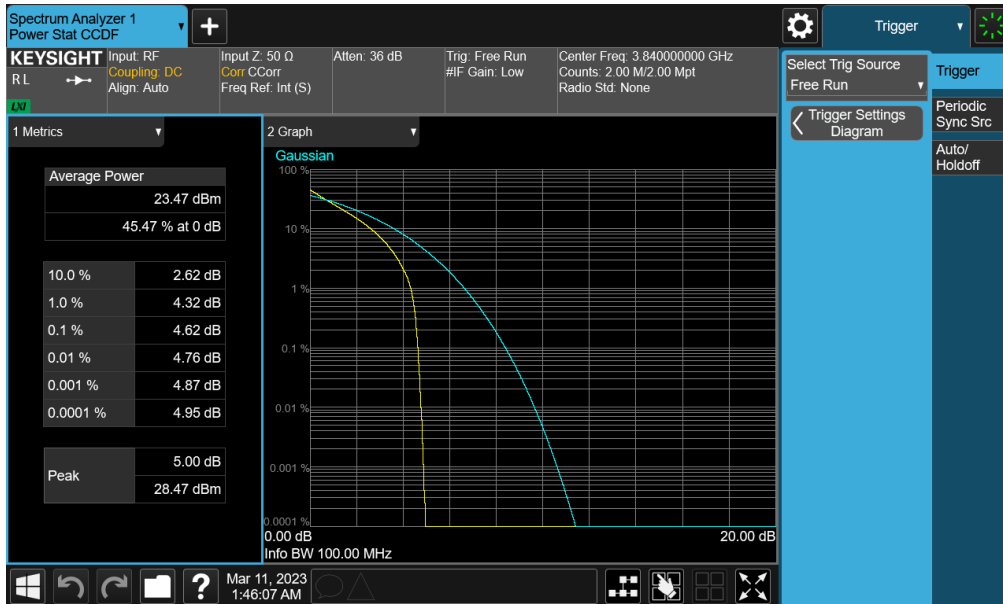 Spectrum Analyzer 1
Power Stat CCDF
+
Trigger
KEYSIGHT
R L
LXI
Input: RF
Coupling: DC
Align: Auto
Input Z: 50 Ω
Corr CCorr
Freq Ref: Int (S)
Atten: 36 dB
Trig: Free Run
#IF Gain: Low
Center Freq: 3.840000000 GHz
Counts: 2.00 M/2.00 Mpt
Radio Std: None
Select Trig Source
Free Run
Trigger Settings
Diagram
Trigger
Periodic
Sync Src
Auto/
Holdoff
1 Metrics
Average Power
23.47 dBm
45.47 % at 0 dB
10.0 % 2.62 dB
1.0 % 4.32 dB
0.1 % 4.62 dB
0.01 % 4.76 dB
0.001 % 4.87 dB
0.0001 % 4.95 dB
Peak
5.00 dB
28.47 dBm
2 Graph
Gaussian
100 %
10 %
1 %
0.1 %
0.01 %
0.001 %
0.0001 %
0.00 dB 20.00 dB
Info BW 100.00 MHz
?
Mar 11, 2023
1:46:07 AM